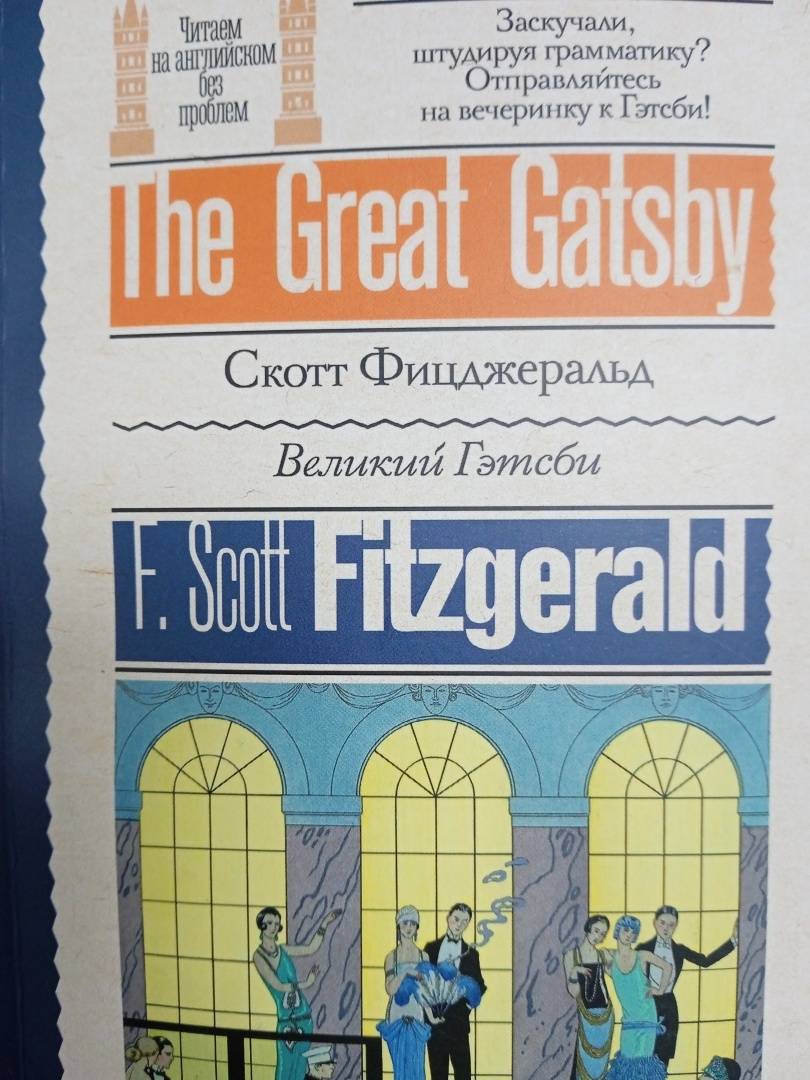 Читаем
на английском
без
проблем
Заскучали,
штудируя грамматику?
Отправляйтесь
на вечеринку к Гэтсби!
The Great Gatsby
Скотт Фицджеральд
Великий Гэтсби
F. Scott Fitzgerald